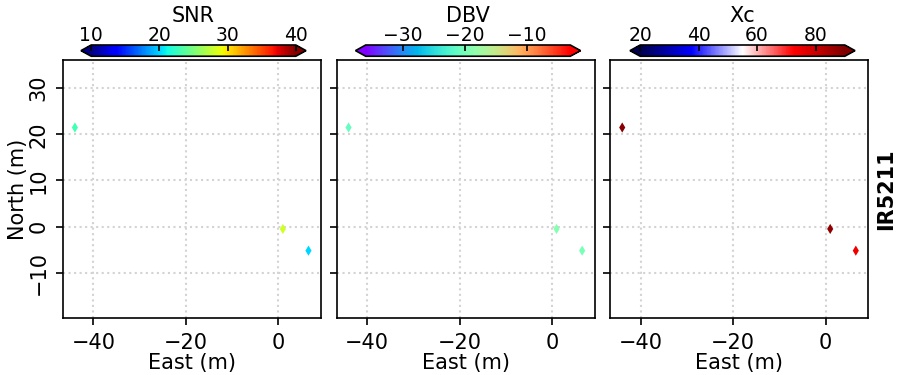 SNR DBV Xc
10 20 30 40 −30 −20 −10 20 40 60 80
30
20
10
0
−10
North (m)
IR5211
−40 −20 0 −40 −20 0 −40 −20 0
East (m) East (m) East (m)